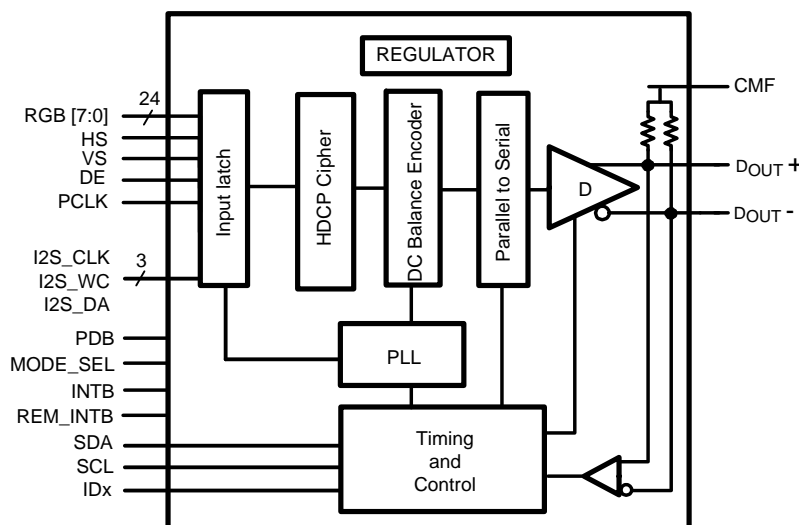 REGULATOR
CMF
24
RGB [7:0]
HS
VS
DE
PCLK
I2S_CLK
3
I2S_WC
I2S_DA
PDB
MODE_SEL
INTB
REM_INTB
SDA
SCL
IDx
Input latch
HDCP Cipher
DC Balance Encoder
Parallel to Serial
D
DOUT +
DOUT -
PLL
Timing
and
Control